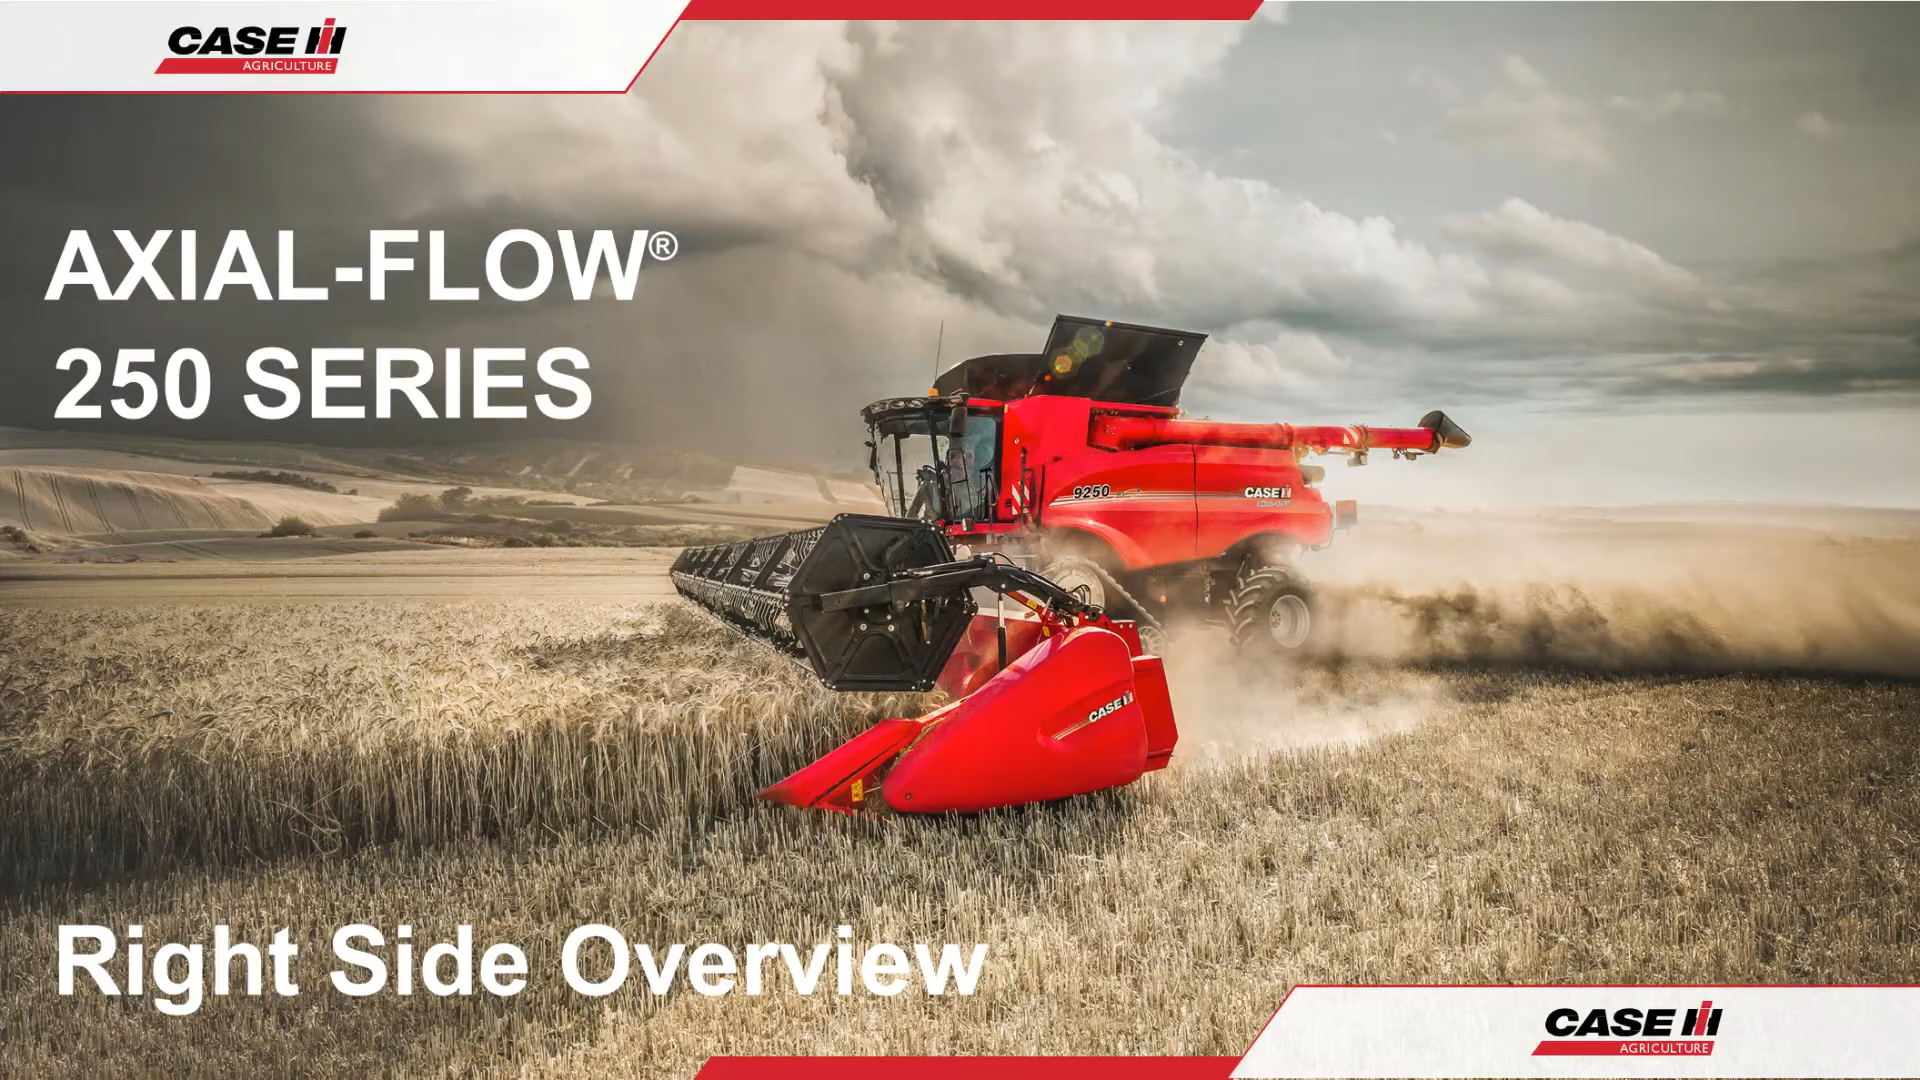 CASE IH
AGRICULTURE
AXIAL-FLOW®
250 SERIES
9250
CASE IH
CASE IH
Right Side Overview
CASE IH
AGRICULTURE